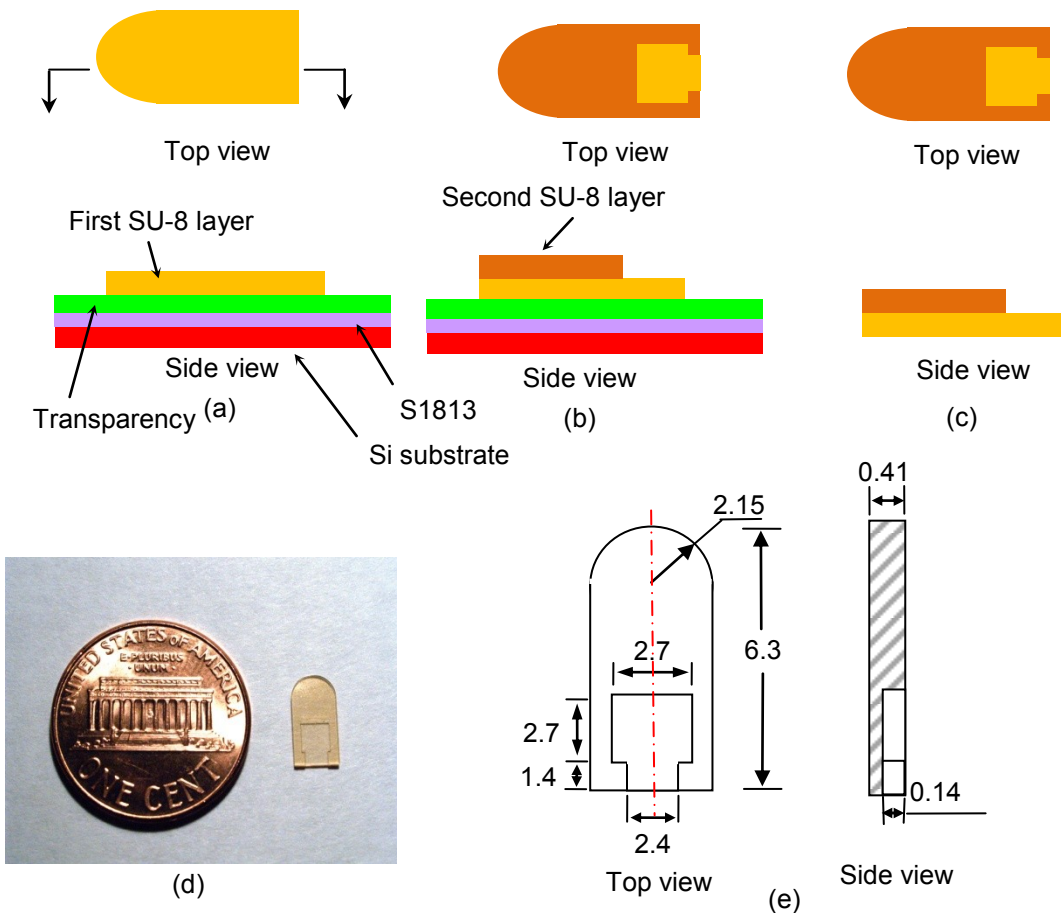 Top view
Top view
Top view
First SU-8 layer
Second SU-8 layer
Side view
Side view
Side view
Transparency
(a)
S1813
(b)
(c)
Si substrate
0.41
2.15
2.7
6.3
2.7
1.4
0.14
2.4
UNITED STATES OF AMERICA
E·PLURIBUS
·UNUM·
ONE CENT
(d)
Top view
(e)
Side view